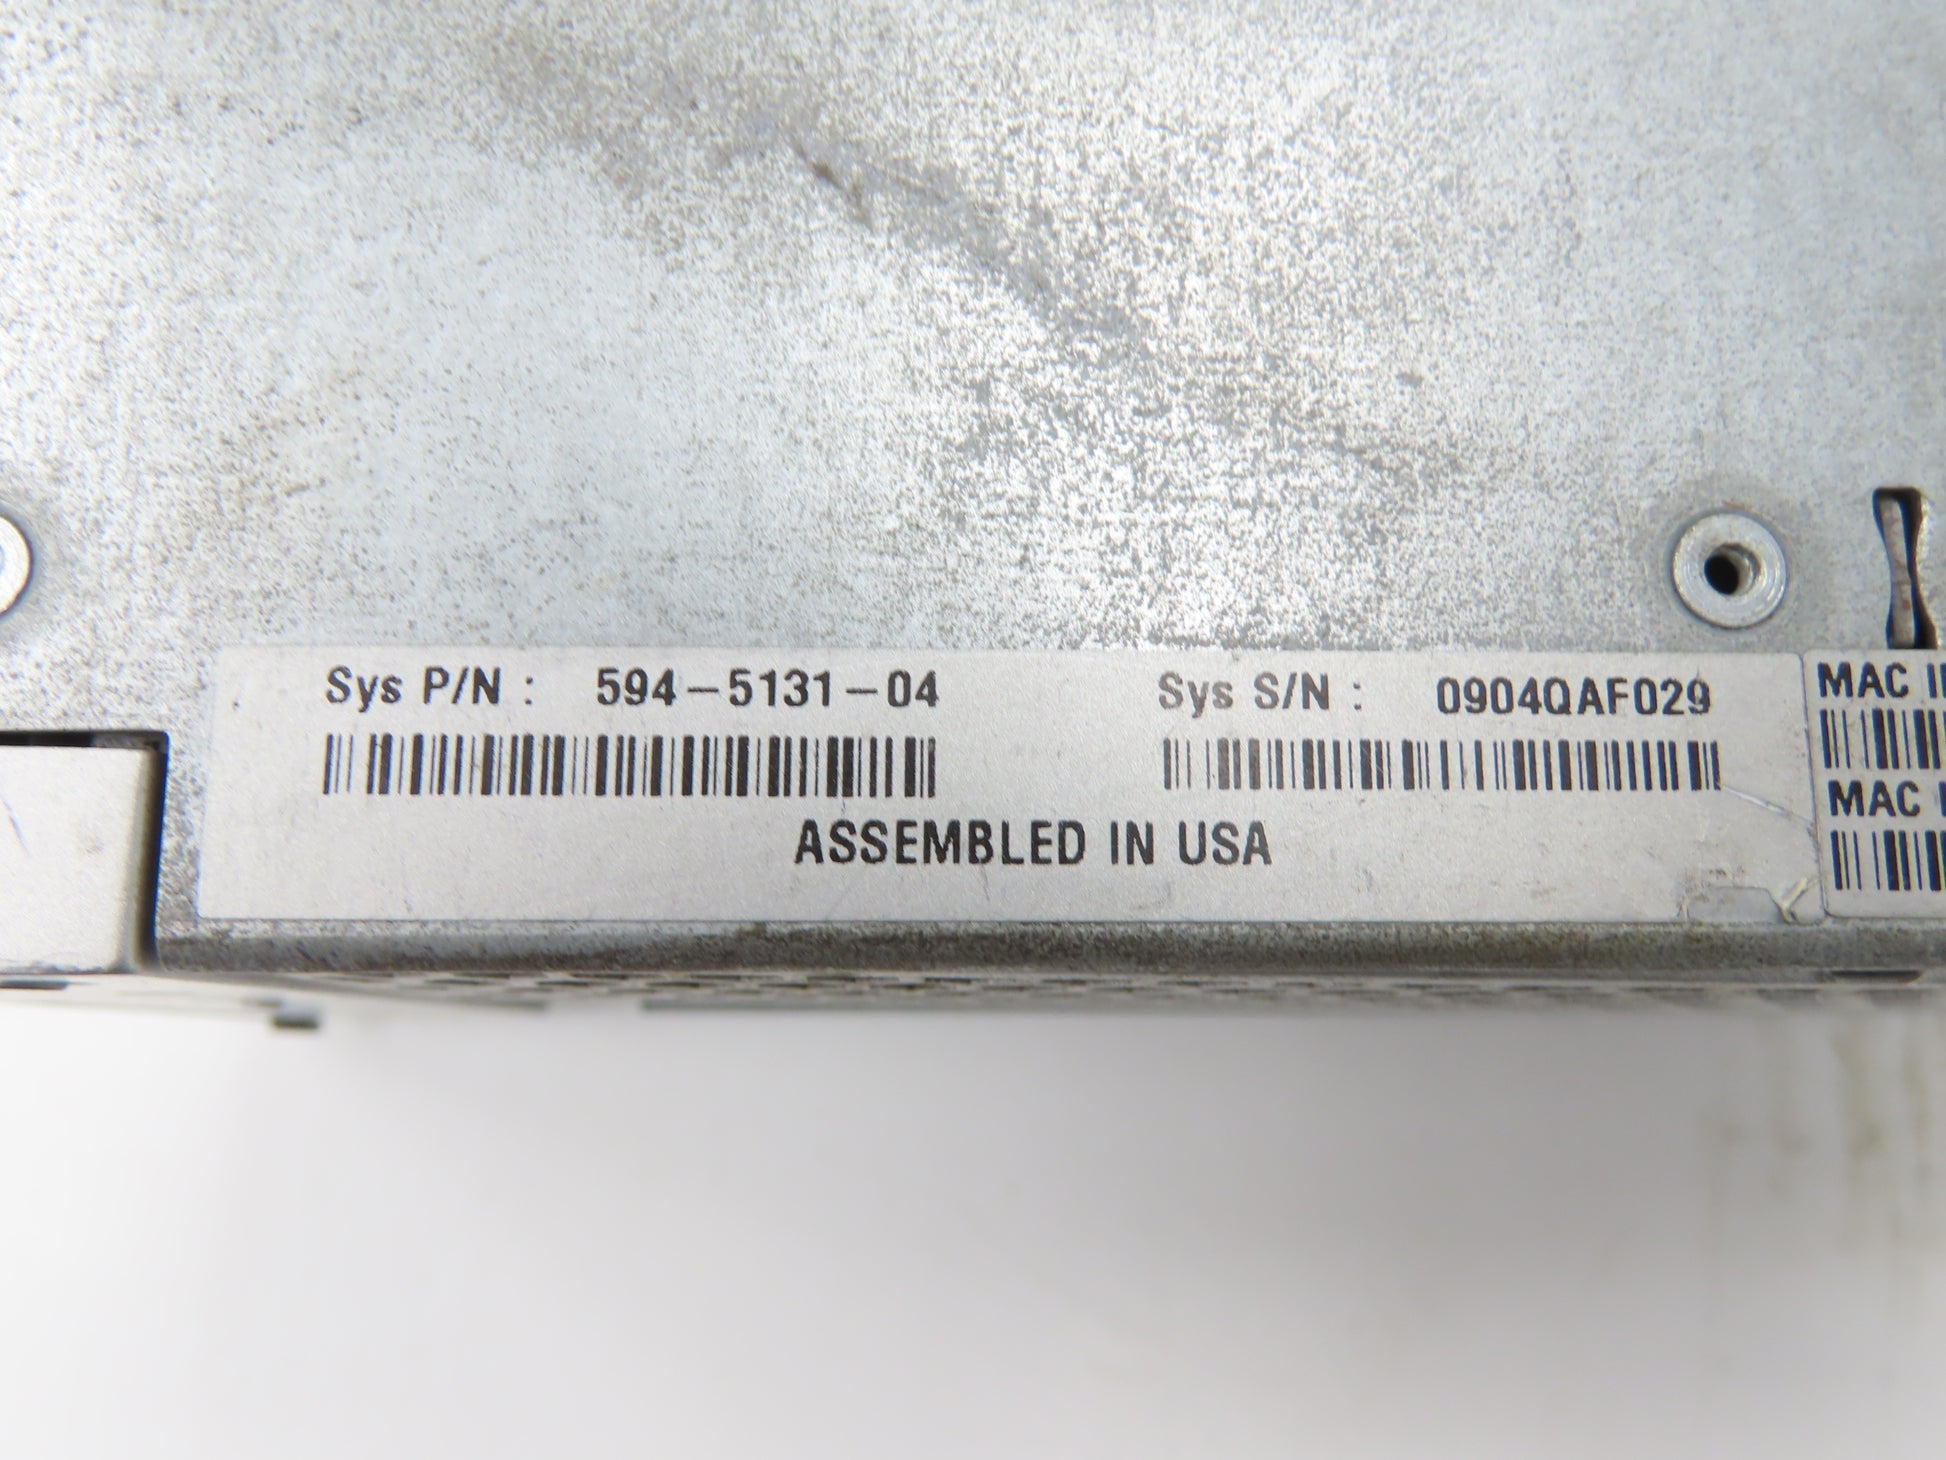 Sys P/N : 594-5131-04
Sys S/N : 0904QAF029
ASSEMBLED IN USA
MAC
MAC